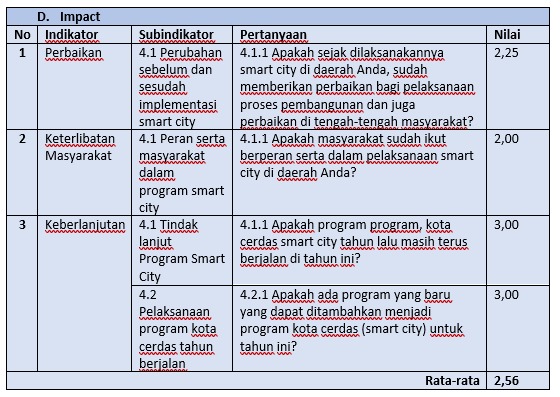 D. Impact
No Indikator Subindikator Pertanyaan Nilai
1 Perbaikan 4.1 Perubahan sebelum dan sesudah implementasi smart city 4.1.1 Apakah sejak dilaksanakannya smart city di daerah Anda, sudah memberikan perbaikan bagi pelaksanaan proses pembangunan dan juga perbaikan di tengah-tengah masyarakat? 2,25
2 Keterlibatan Masyarakat 4.1 Peran serta masyarakat dalam program smart city 4.1.1 Apakah masyarakat sudah ikut berperan serta dalam pelaksanaan smart city di daerah Anda? 2,00
3 Keberlanjutan 4.1 Tindak lanjut Program Smart City 4.1.1 Apakah program program, kota cerdas smart city tahun lalu masih terus berjalan di tahun ini? 3,00
4.2 Pelaksanaan program kota cerdas tahun berjalan 4.2.1 Apakah ada program yang baru yang dapat ditambahkan menjadi program kota cerdas (smart city) untuk tahun ini? 3,00
Rata-rata 2,56